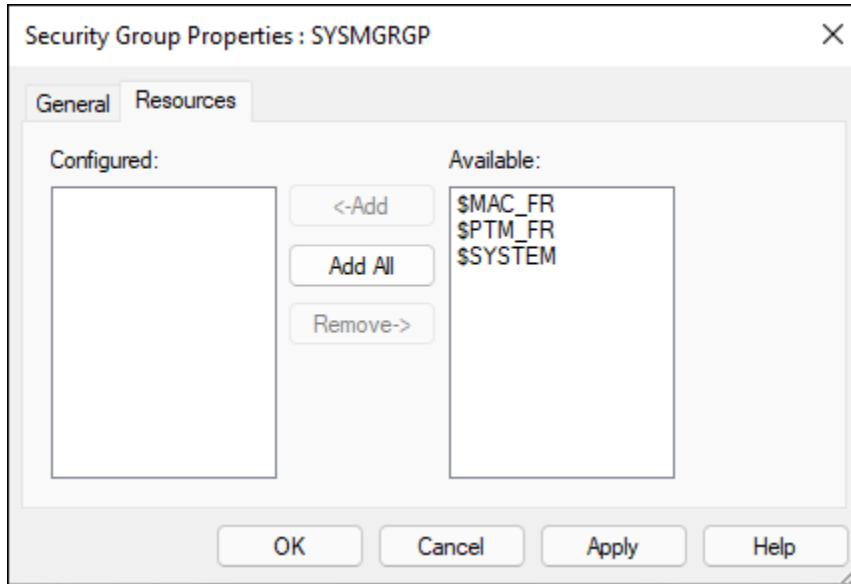 Security Group Properties : SYSMGRGP
General
Resources
Configured:
Available:
<-Add
Add All
Remove->
$MAC_FR
$PTM_FR
$SYSTEM
OK
Cancel
Apply
Help